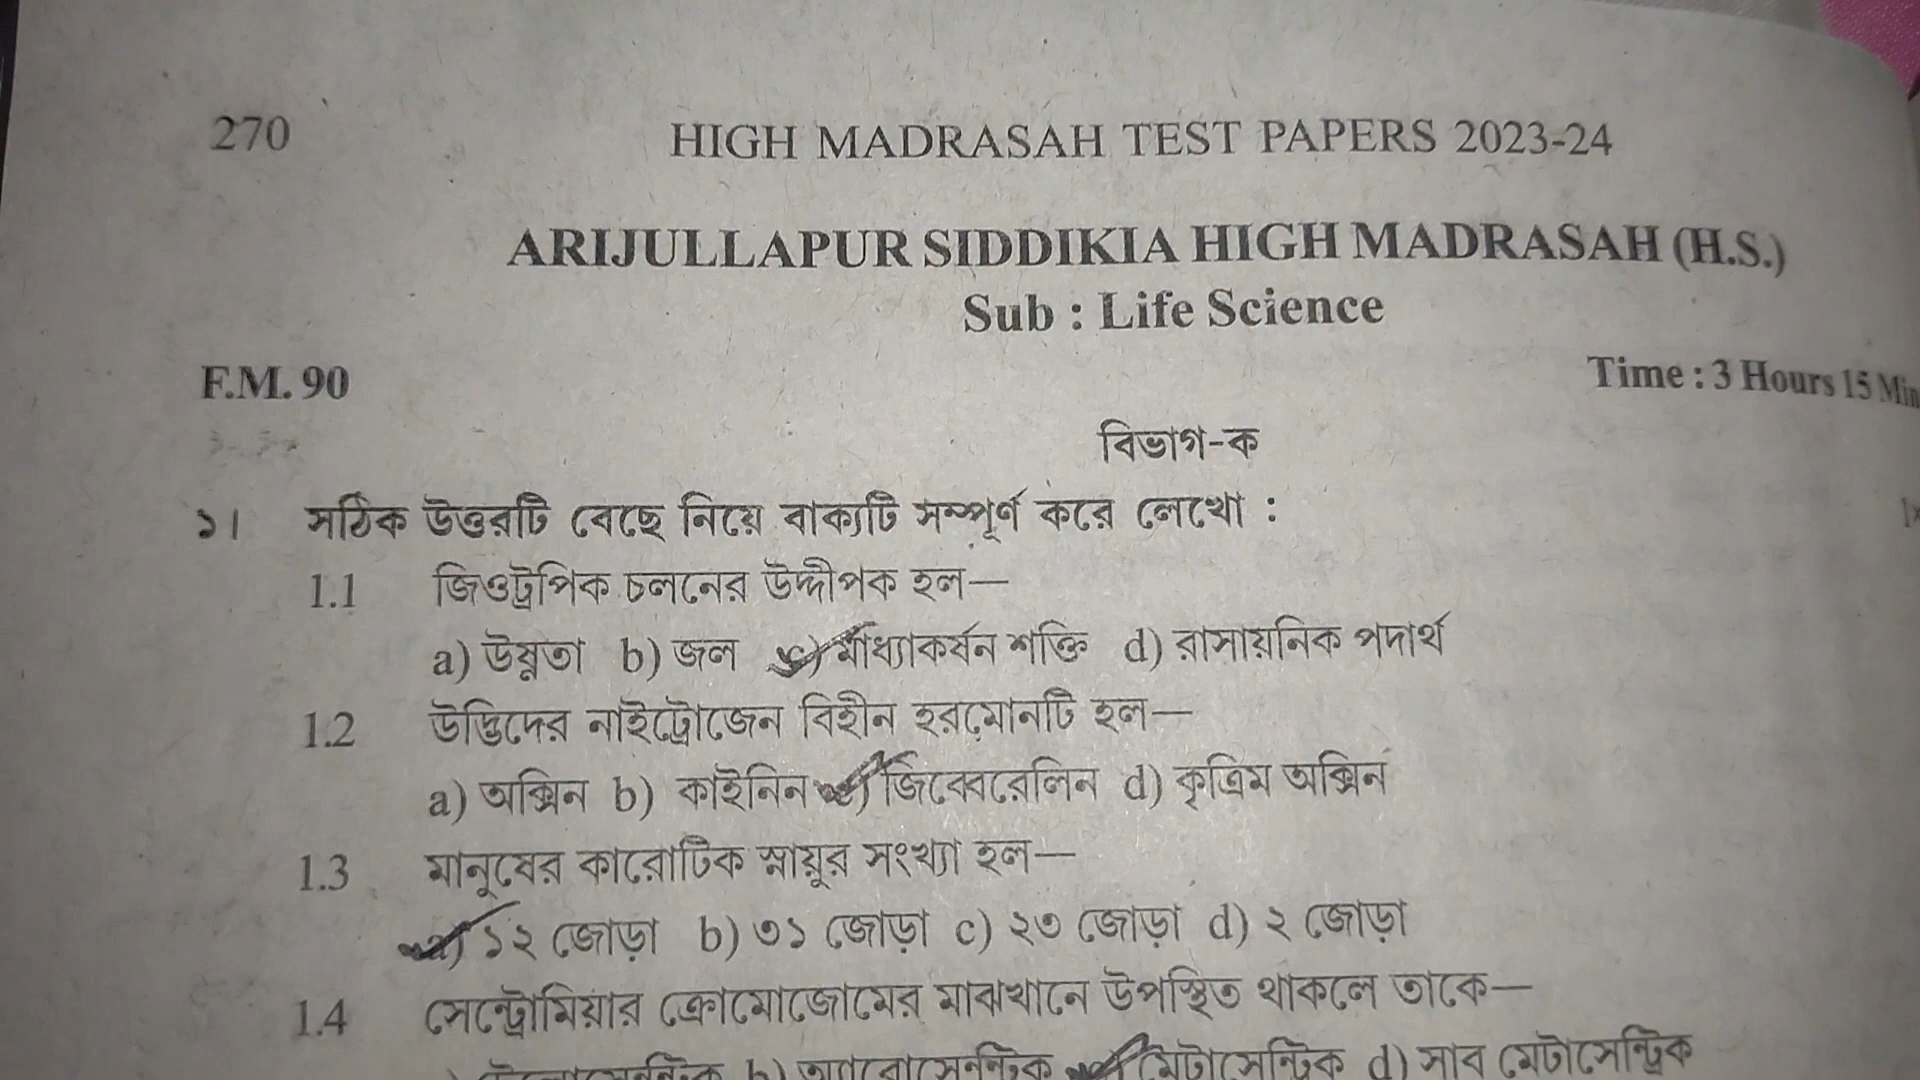 270
HIGH MADRASAH TEST PAPERS 2023-24
ARIJULLAPUR SIDDIKIA HIGH MADRASAH (H.S.)
Sub : Life Science
F.M. 90
Time : 3 Hours 15 Min
বিভাগ-ক
১। সঠিক উত্তরটি বেছে নিয়ে বাক্যটি সম্পূর্ণ করে লেখো :
1.1 জিওট্রপিক চলনের উদ্দীপক হল—
a) উষ্ণতা b) জল c) মাধ্যাকর্ষন শক্তি d) রাসায়নিক পদার্থ
1.2 উদ্ভিদের নাইট্রোজেন বিহীন হরমোনটি হল—
a) অক্সিন b) কাইনিন c) জিব্বেরেলিন d) কৃত্রিম অক্সিন
1.3 মানুষের কারোটিক স্নায়ুর সংখ্যা হল—
a) ১২ জোড়া b) ৩১ জোড়া c) ২৩ জোড়া d) ২ জোড়া
1.4 সেন্ট্রোমিয়ার ক্রোমোজোমের মাঝখানে উপস্থিত থাকলে তাকে—
b) মেটাসেন্ট্রিক d) সাব মেটাসেন্ট্রিক